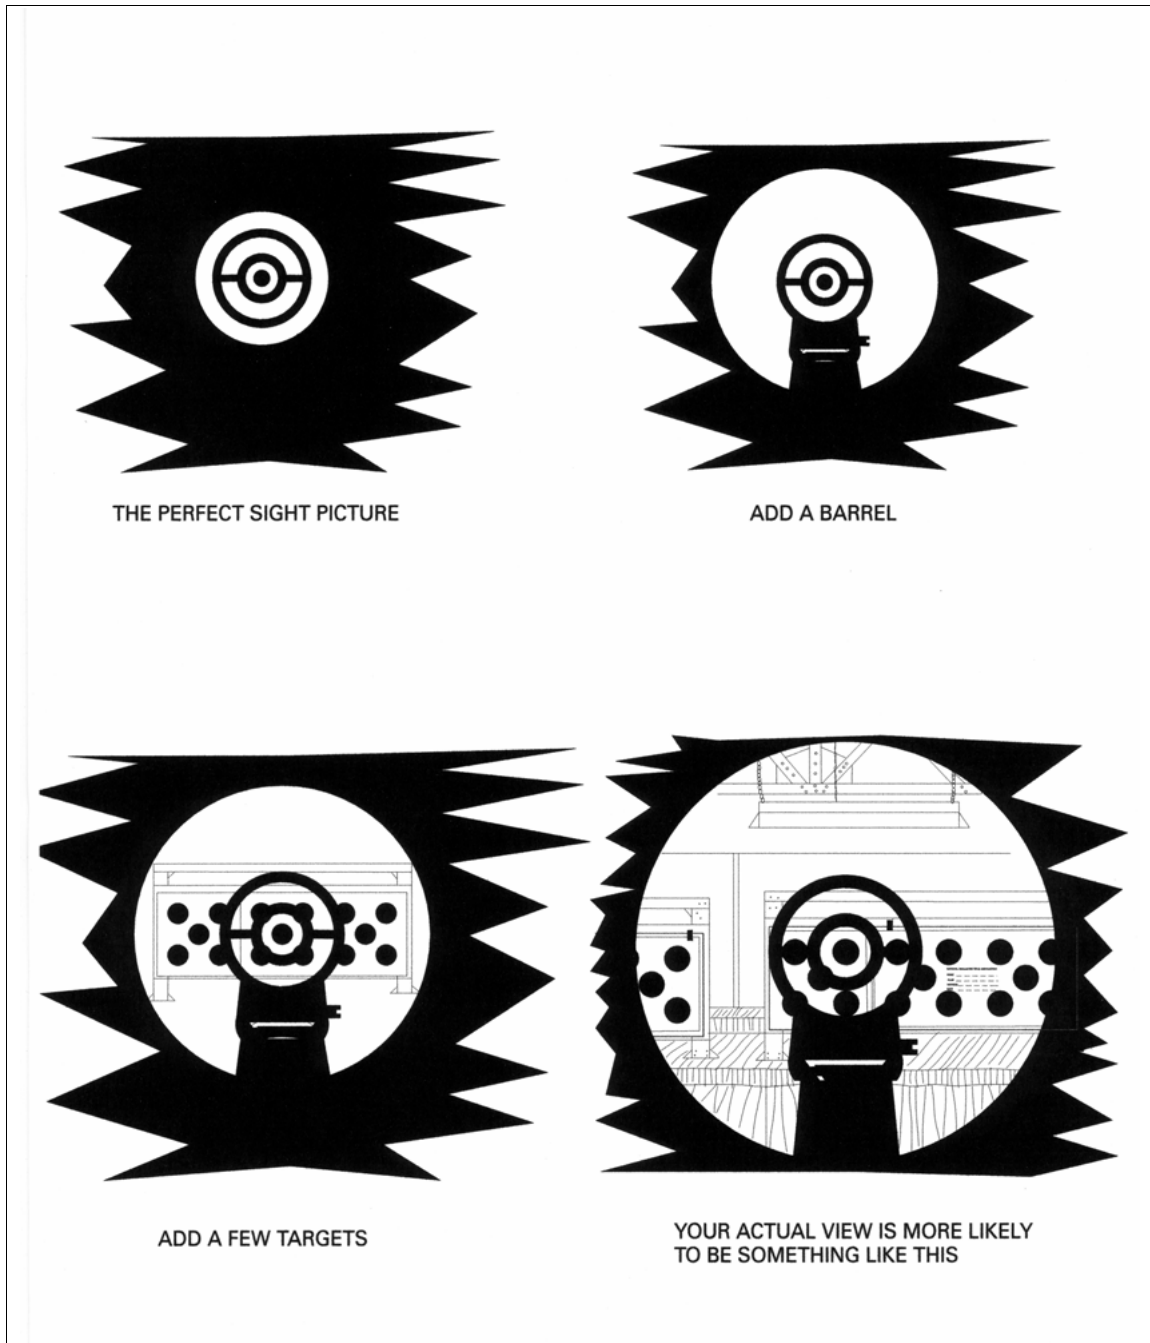 THE PERFECT SIGHT PICTURE
ADD A BARREL
ADD A FEW TARGETS
YOUR ACTUAL VIEW IS MORE LIKELY
TO BE SOMETHING LIKE THIS